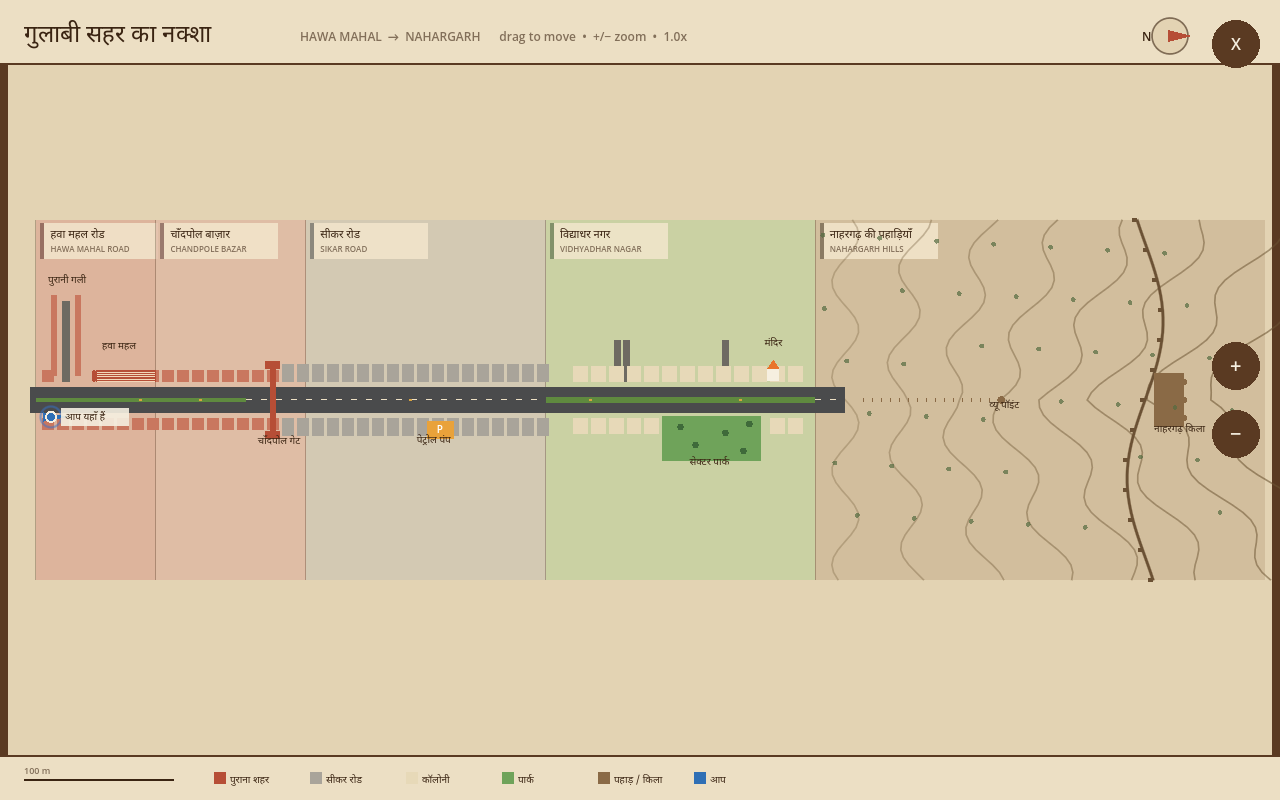 गुलाबी सहर का नक्शा
HAWA MAHAL → NAHARGARH drag to move • +/− zoom • 1.0x
N
X
हवा महल रोड
HAWA MAHAL ROAD
चाँदपोल बाज़ार
CHANDPOLE BAZAR
सीकर रोड
SIKAR ROAD
विद्याधर नगर
VIDHYADHAR NAGAR
नाहरगढ़ की पहाड़ियाँ
NAHARGARH HILLS
पुरानी गली
हवा महल
मंदिर
+
आप यहाँ हैं
व्यू पॉइंट
चाँदपोल गेट
P
पेट्रोल पंप
नाहरगढ़ किला
−
सेक्टर पार्क
100 m
पुराना शहर
सीकर रोड
कॉलोनी
पार्क
पहाड़ / किला
आप